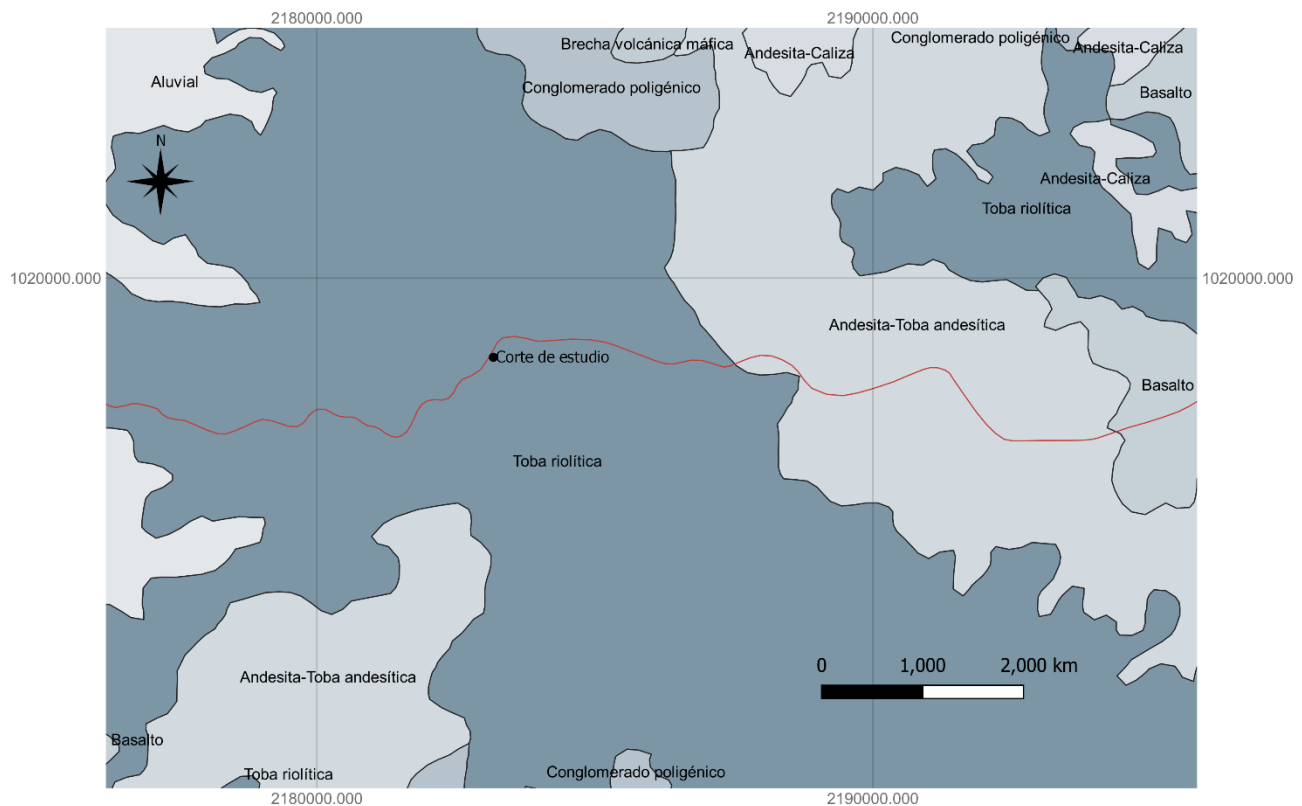 2180000.000 2190000.000
Conglomerado poligénico
Brecha volcánica máfica
Andesita-Caliza
Andesita-Caliza
Aluvial
Conglomerado poligénico
Basalto
N
Andesita-Caliza
Toba riolítica
1020000.000 1020000.000
Andesita-Toba andesítica
Corte de estudio
Basalto
Toba riolítica
0 1,000 2,000 km
Andesita-Toba andesítica
Basalto
Toba riolítica
Conglomerado poligénico
2180000.000 2190000.000